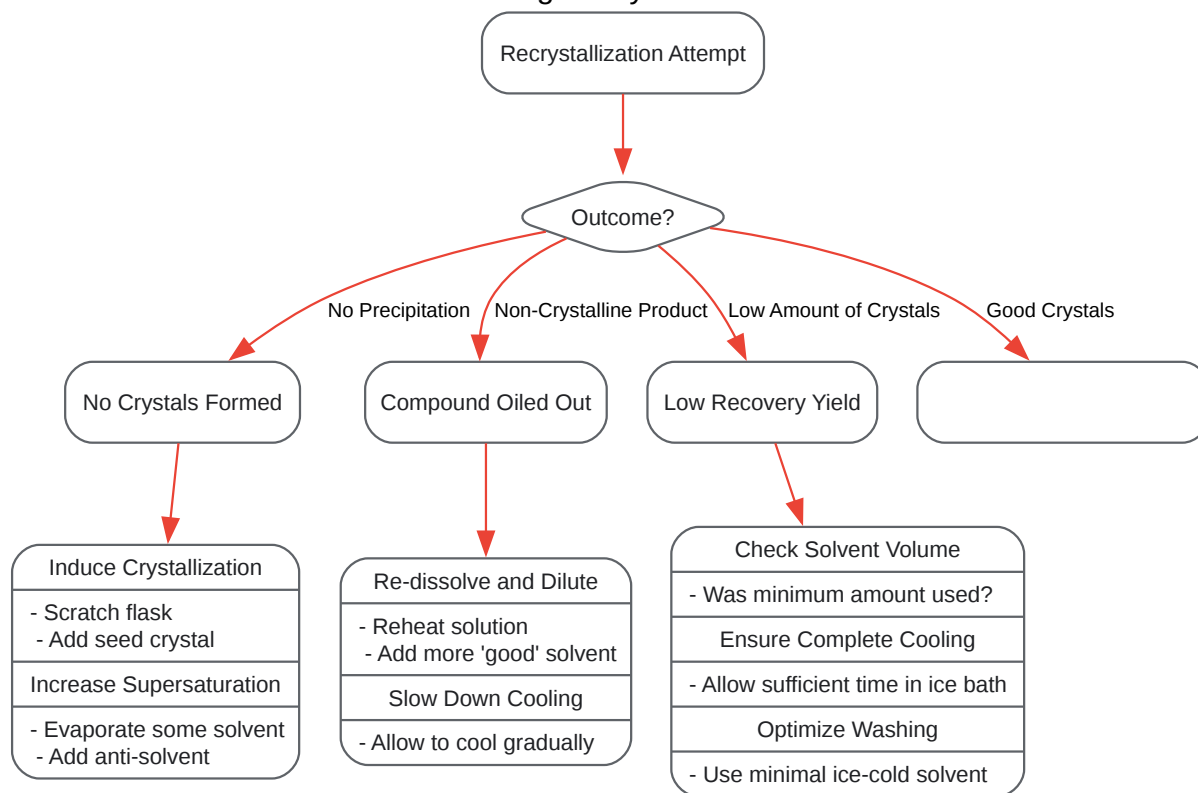 Recrystallization Attempt
Outcome?
No Precipitation
Non-Crystalline Product
Low Amount of Crystals
Good Crystals
No Crystals Formed
Compound Oiled Out
Low Recovery Yield
Induce Crystallization
- Scratch flask
- Add seed crystal
Increase Supersaturation
- Evaporate some solvent
- Add anti-solvent
Re-dissolve and Dilute
- Reheat solution
- Add more 'good' solvent
Slow Down Cooling
- Allow to cool gradually
Check Solvent Volume
- Was minimum amount used?
Ensure Complete Cooling
- Allow sufficient time in ice bath
Optimize Washing
- Use minimal ice-cold solvent